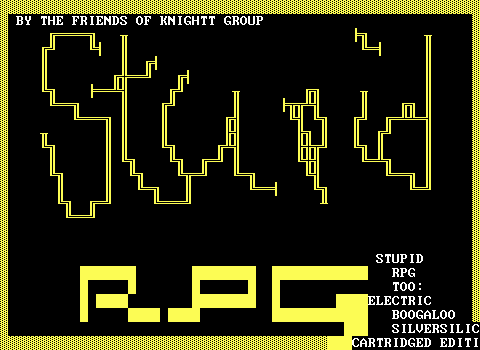 BY THE FRIENDS OF KNIGHTT GROUP
Stupid
RPG
STUPID
RPG
TOO:
ELECTRIC
BOOGALOO
SILVERSILIC
CARTRIDGED EDITI